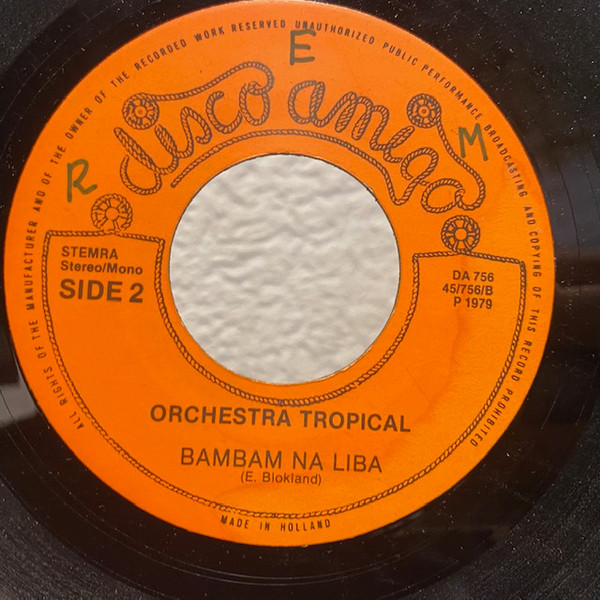 ALL RIGHTS OF THE MANUFACTURER AND OF THE OWNER OF THE RECORDED WORK RESERVED UNAUTHORIZED PUBLIC PERFORMANCE BROADCASTING AND COPYING OF THIS RECORD PROHIBITED
R E M
disco amigo
STEMRA
Stereo/Mono
SIDE 2
DA 756
45/756/B
P 1979
ORCHESTRA TROPICAL
BAMBAM NA LIBA
(E. Blokland)
MADE IN HOLLAND